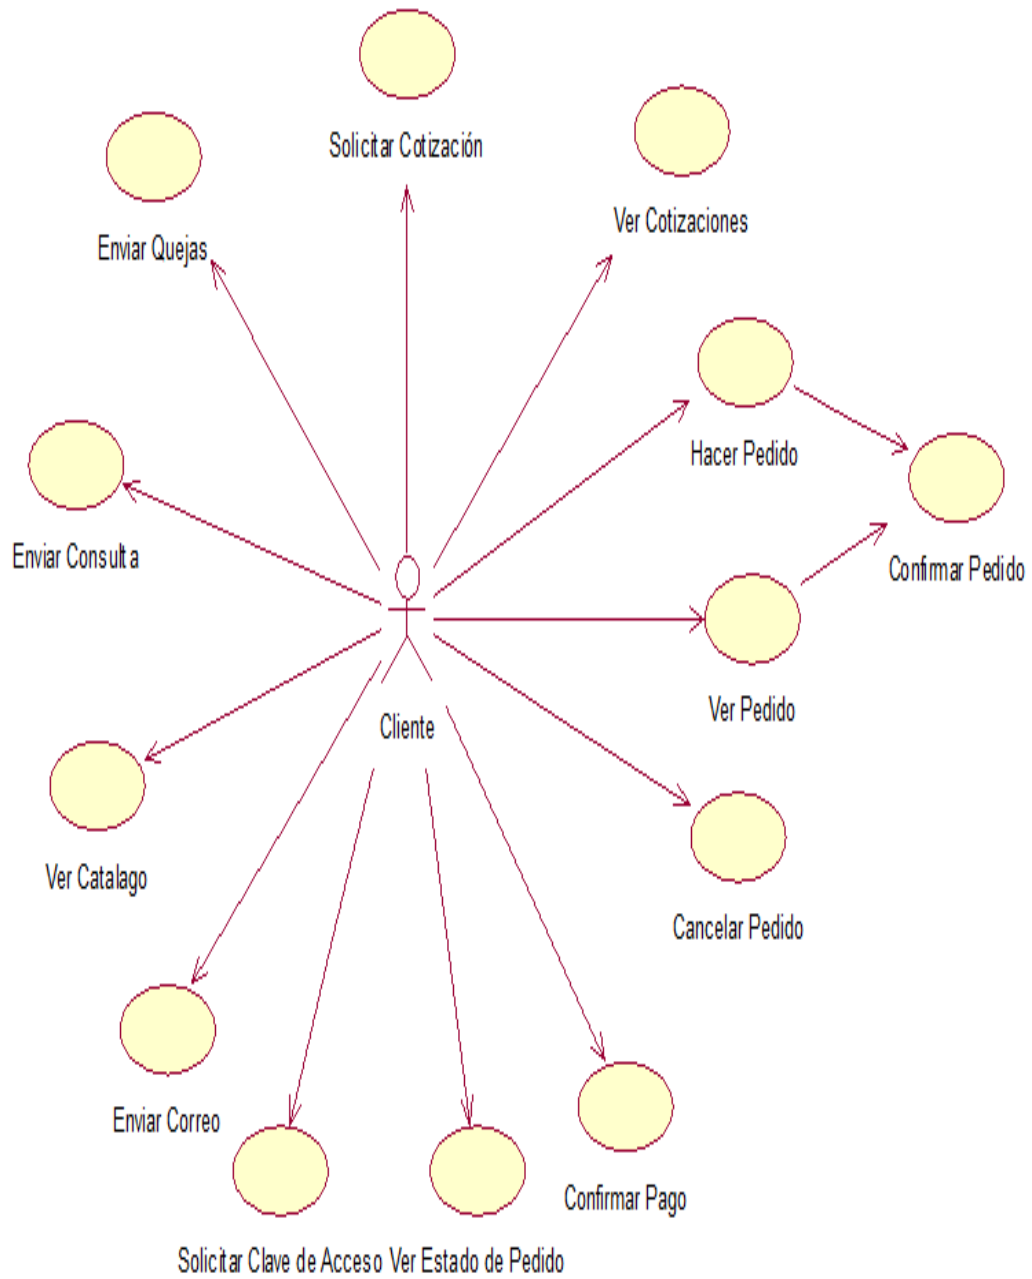 Solicitar Cotización
Ver Cotizaciones
Enviar Quejas
Hacer Pedido
Enviar Consulta
Confirmar Pedido
Ver Pedido
Cliente
Ver Catalago
Cancelar Pedido
Enviar Correo
Confirmar Pago
Solicitar Clave de Acceso
Ver Estado de Pedido